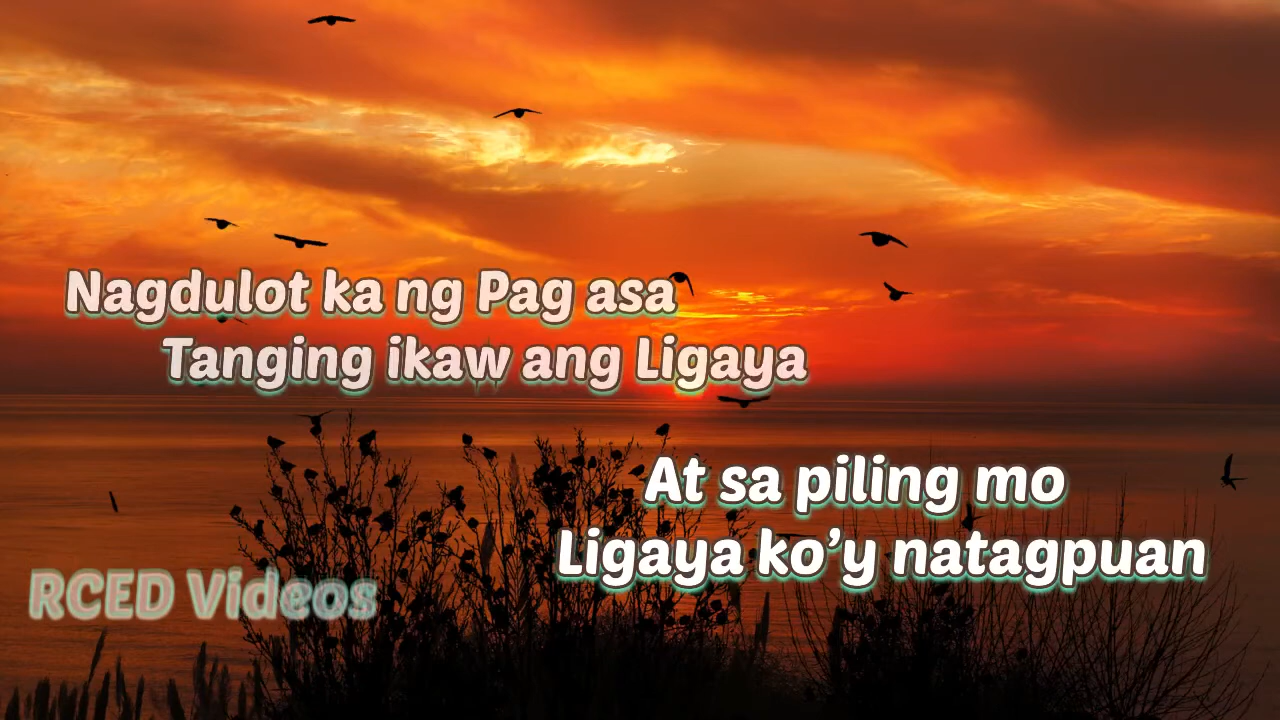 Nagdulot ka ng Pag asa
Tanging ikaw ang Ligaya
At sa piling mo
Ligaya ko’y natagpuan
RCED Videos